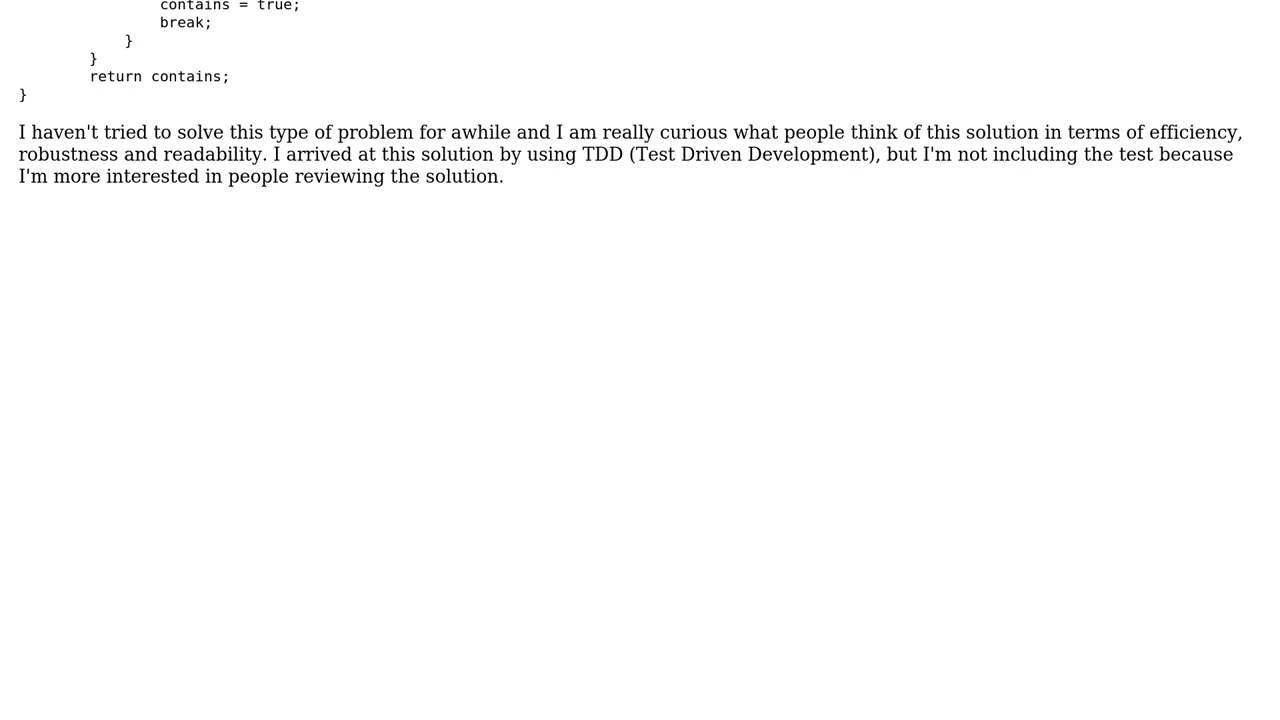 contains = true;
break;
}
}
return contains;
}
I haven't tried to solve this type of problem for awhile and I am really curious what people think of this solution in terms of efficiency,
robustness and readability. I arrived at this solution by using TDD (Test Driven Development), but I'm not including the test because
I'm more interested in people reviewing the solution.